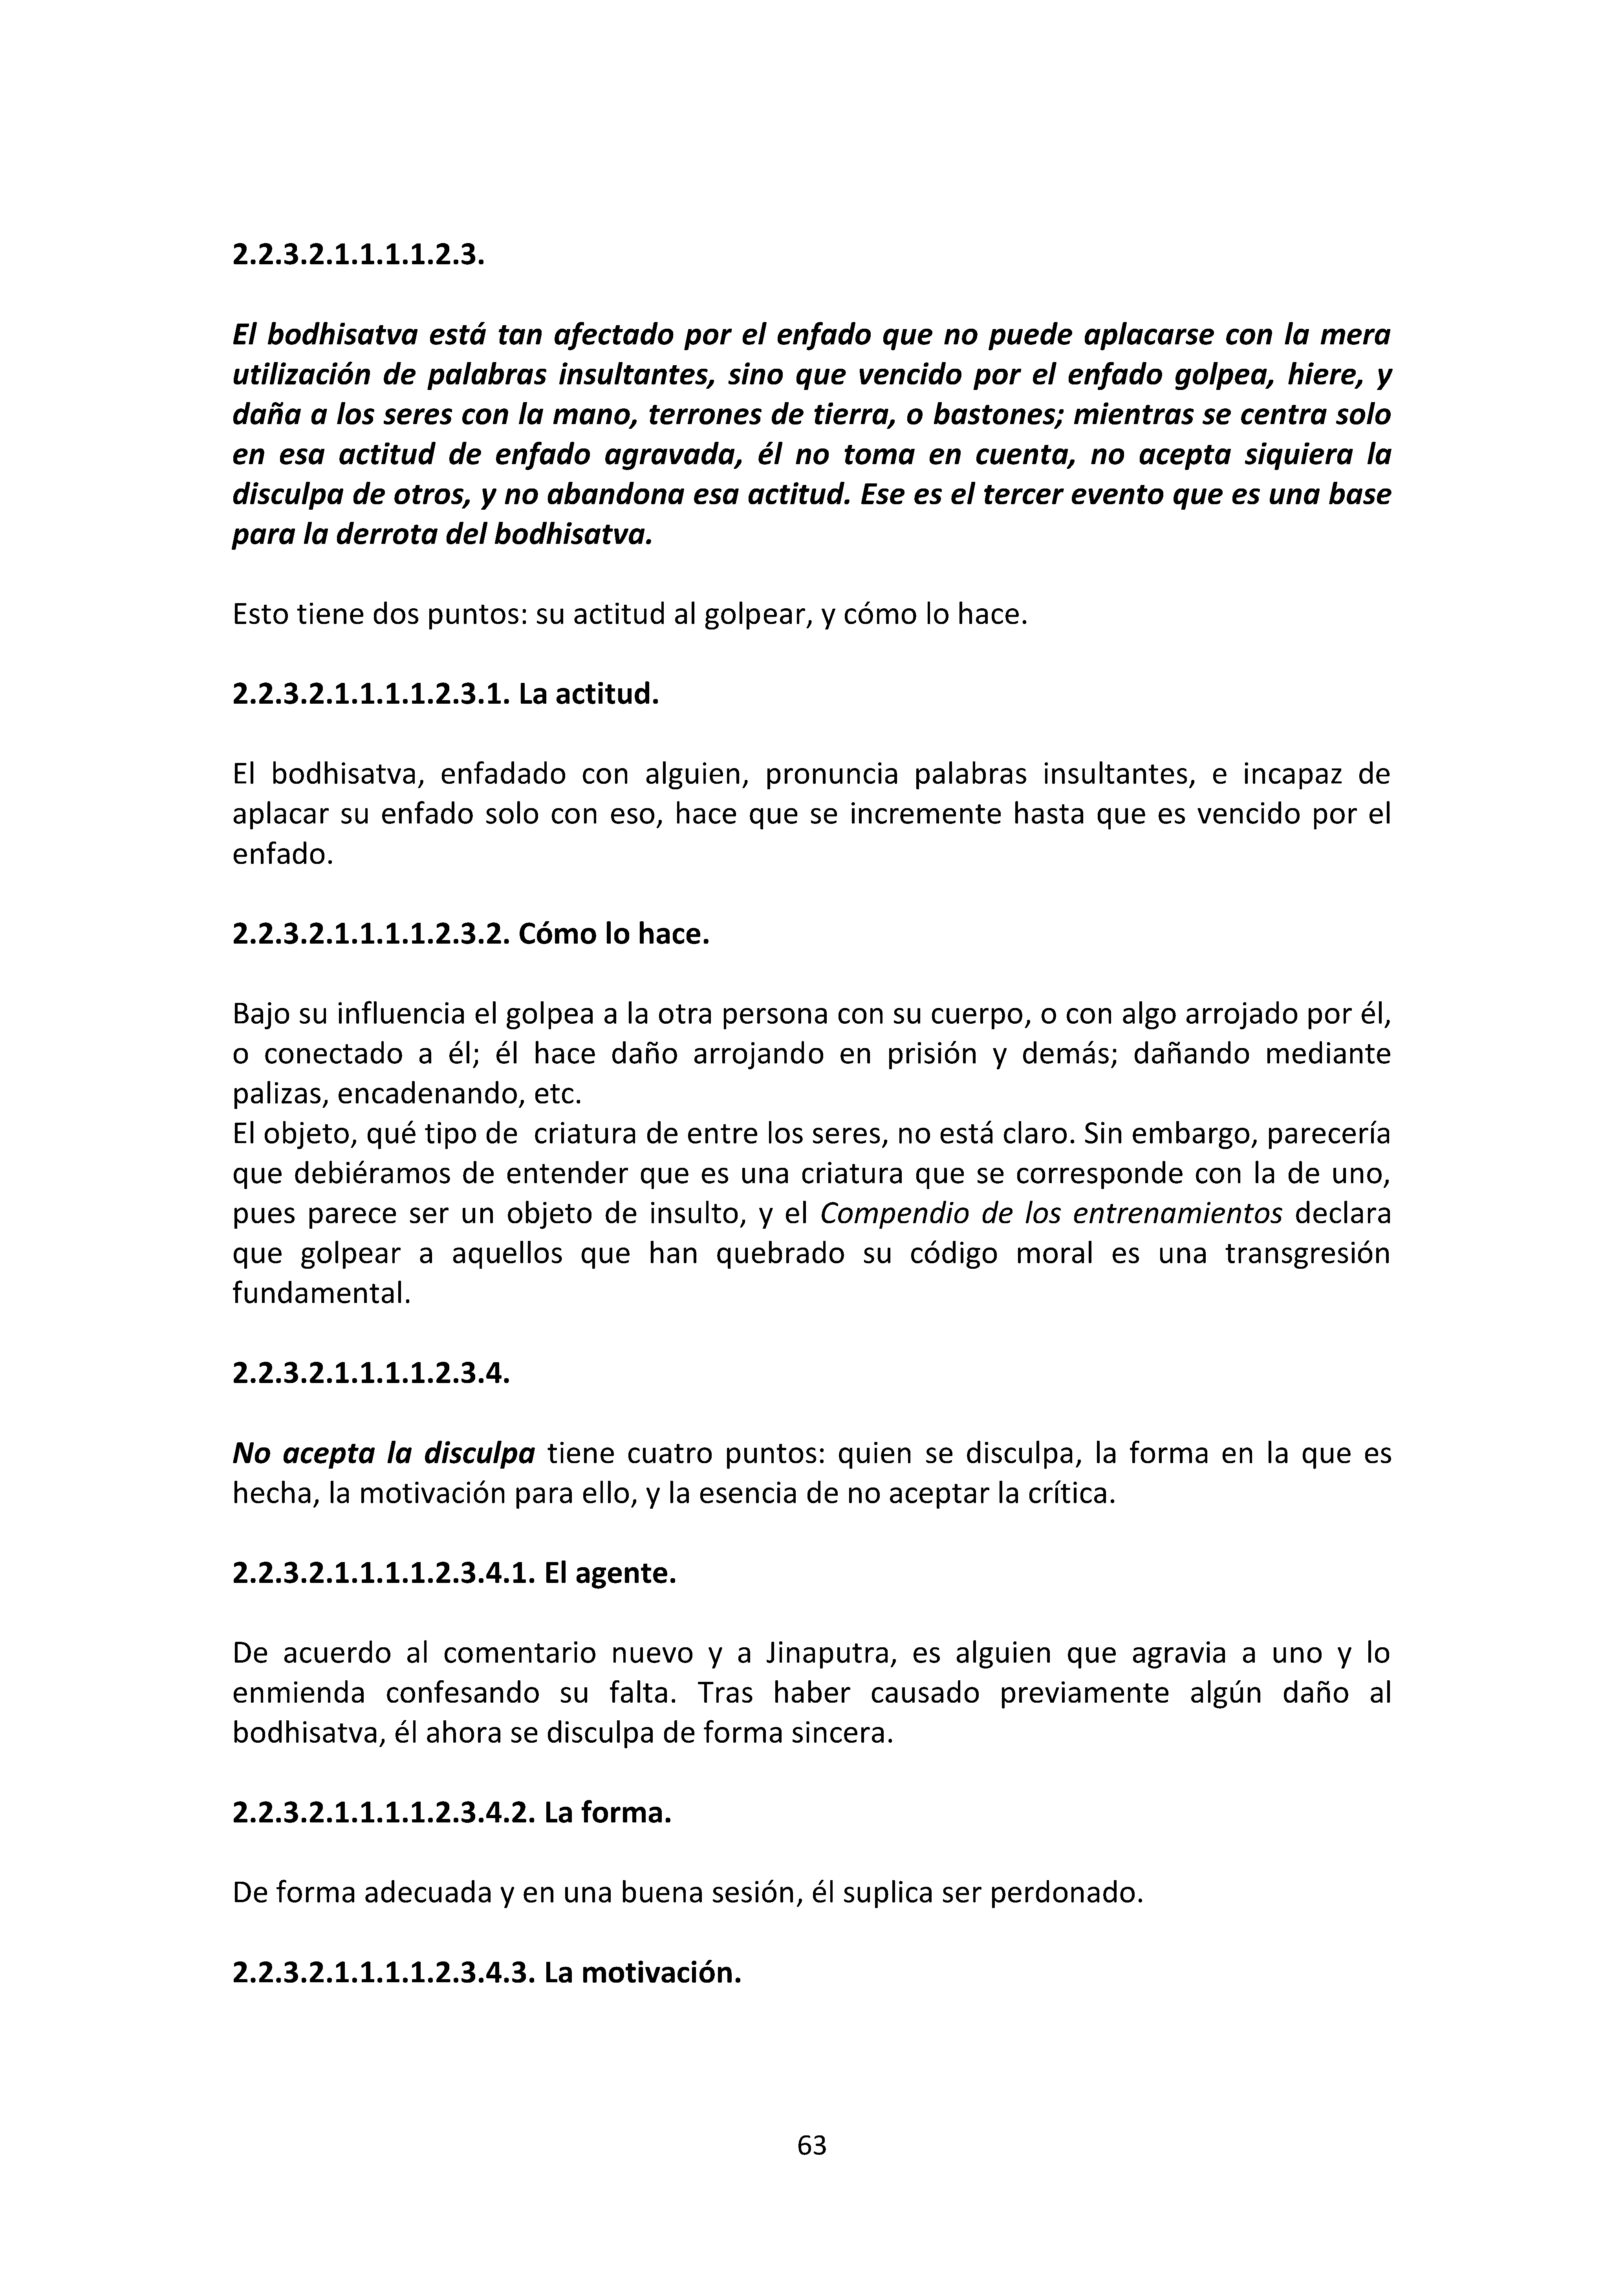 2.2.3.2.1.1.1.1.2.3.
El bodhisatva está tan afectado por el enfado que no puede aplacarse con la mera
utilización de palabras insultantes, sino que vencido por el enfado golpea, hiere, y
daña a los seres con la mano, terrones de tierra, o bastones; mientras se centra solo
en esa actitud de enfado agravada, él no toma en cuenta, no acepta siquiera la
disculpa de otros, y no abandona esa actitud. Ese es el tercer evento que es una base
para la derrota del bodhisatva.
Esto tiene dos puntos: su actitud al golpear, y cómo lo hace.
2.2.3.2.1.1.1.1.2.3.1. La actitud.
El bodhisatva, enfadado con alguien, pronuncia palabras insultantes, e incapaz de
aplacar su enfado solo con eso, hace que se incremente hasta que es vencido por el
enfado.
2.2.3.2.1.1.1.1.2.3.2. Cómo lo hace.
Bajo su influencia el golpea a la otra persona con su cuerpo, o con algo arrojado por él,
o conectado a él; él hace daño arrojando en prisión y demás; dañando mediante
palizas, encadenando, etc.
El objeto, qué tipo de criatura de entre los seres, no está claro. Sin embargo, parecería
que debiéramos de entender que es una criatura que se corresponde con la de uno,
pues parece ser un objeto de insulto, y el Compendio de los entrenamientos declara
que golpear a aquellos que han quebrado su código moral es una transgresión
fundamental.
2.2.3.2.1.1.1.1.2.3.4.
No acepta la disculpa tiene cuatro puntos: quien se disculpa, la forma en la que es
hecha, la motivación para ello, y la esencia de no aceptar la crítica.
2.2.3.2.1.1.1.1.2.3.4.1. El agente.
De acuerdo al comentario nuevo y a Jinaputra, es alguien que agravia a uno y lo
enmienda confesando su falta. Tras haber causado previamente algún daño al
bodhisatva, él ahora se disculpa de forma sincera.
2.2.3.2.1.1.1.1.2.3.4.2. La forma.
De forma adecuada y en una buena sesión, él suplica ser perdonado.
2.2.3.2.1.1.1.1.2.3.4.3. La motivación.
63